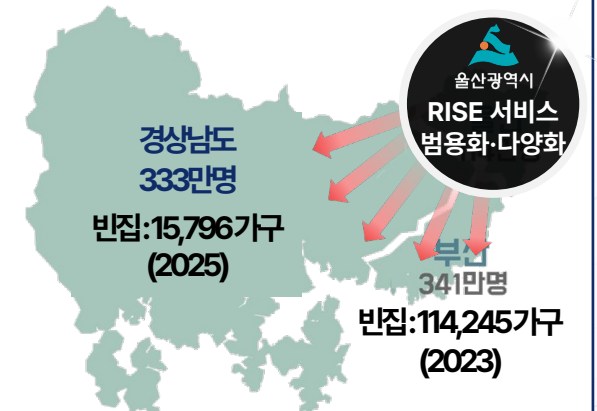 울산광역시
RISE 서비스
범용화·다양화
경상남도
333만명
빈집 : 15,796가구
(2025)
부산
341만명
빈집 : 114,245가구
(2023)